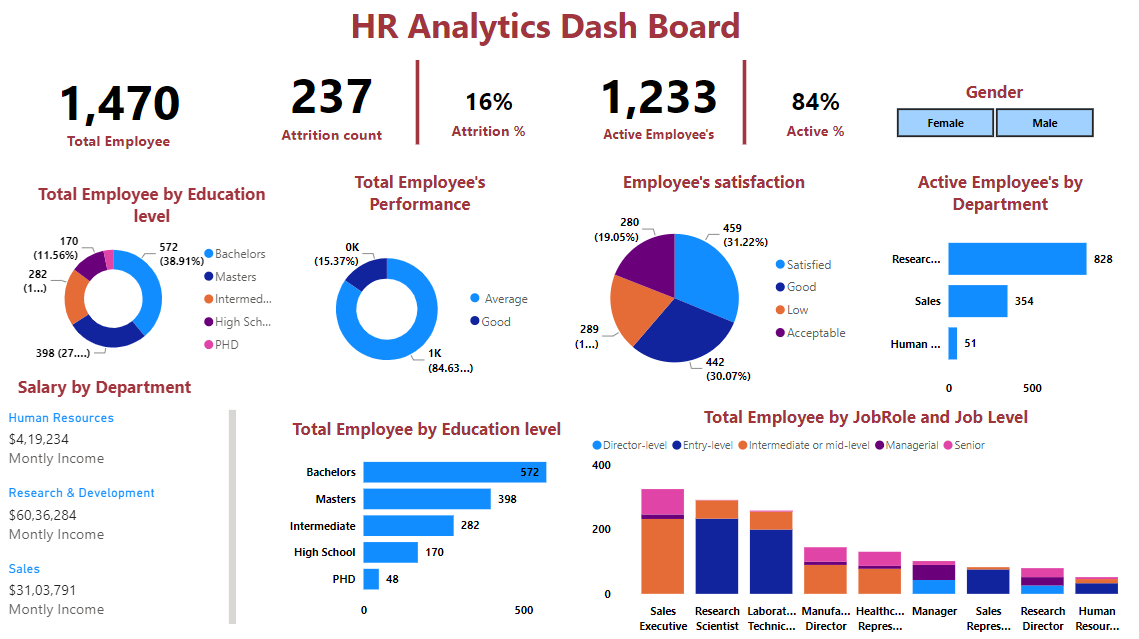 HR Analytics Dash Board
1,470
Total Employee
237
Attrition count
16%
Attrition %
1,233
Active Employee's
84%
Active %
Gender
Female
Male
Total Employee by Education
level
170
(11.56%)
572
(38.91%)
282
(1...)
398 (27....)
Bachelors
Masters
Intermed...
High Sch...
PHD
Total Employee's
Performance
0K
(15.37%)
1K
(84.63...)
Average
Good
Employee's satisfaction
280
(19.05%)
459
(31.22%)
289
(1...)
442
(30.07%)
Satisfied
Good
Low
Acceptable
Active Employee's by
Department
Researc...
828
Sales
354
Human ...
51
0
500
Salary by Department
Human Resources
$4,19,234
Montly Income
Research & Development
$60,36,284
Montly Income
Sales
$31,03,791
Montly Income
Total Employee by Education level
Bachelors
572
Masters
398
Intermediate
282
High School
170
PHD
48
0
500
Total Employee by JobRole and Job Level
Director-level
Entry-level
Intermediate or mid-level
Managerial
Senior
400
200
0
Sales
Executive
Research
Scientist
Laborat...
Technic...
Manufa...
Director
Healthc...
Repres...
Manager
Sales
Repres...
Research
Director
Human
Resour...